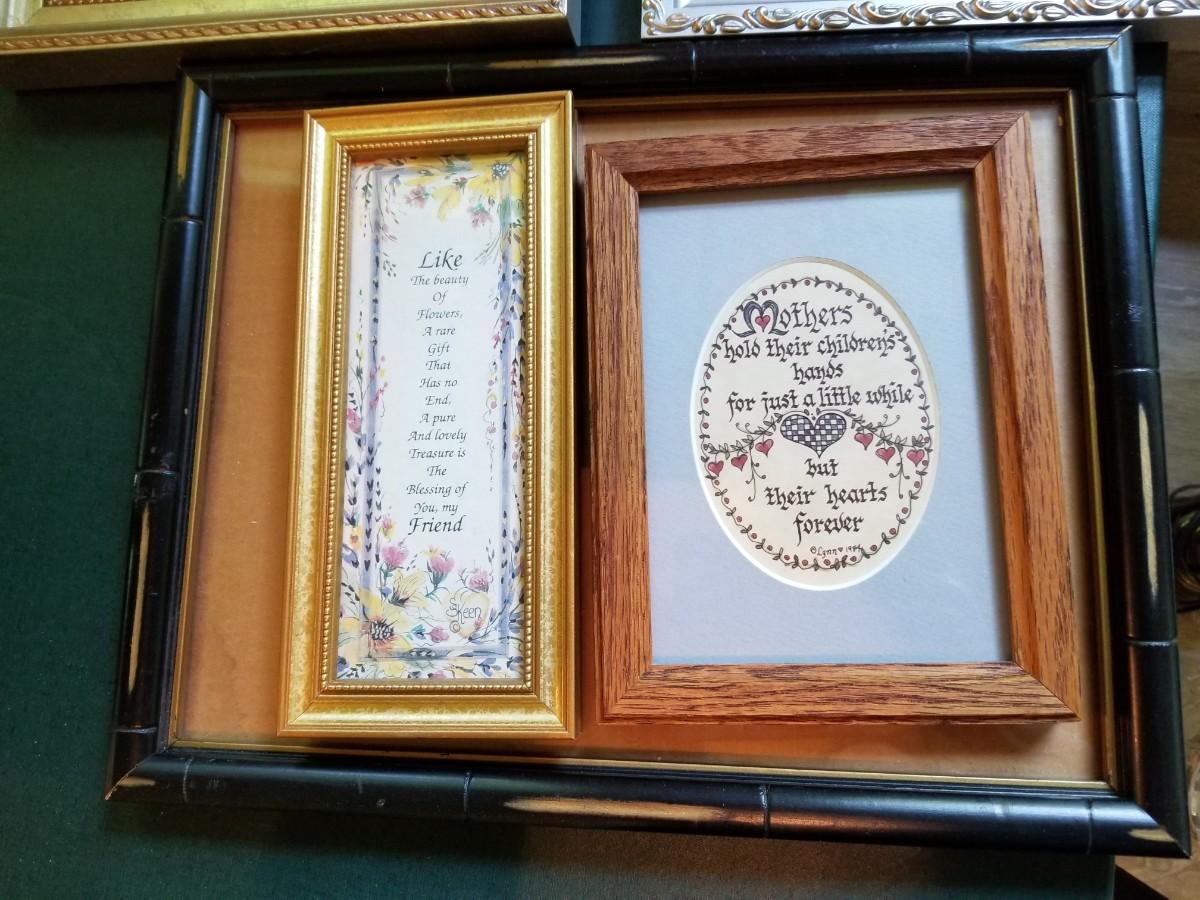 Like
The beauty
Of
Flowers,
A rare
Gift
That
Has no
End,
A pure
And lovely
Treasure is
The
Blessing of
You, my
Friend
©
SKeen
Mothers
hold their children's
hands
for just a little while
but
their hearts
forever
©Lynn♥